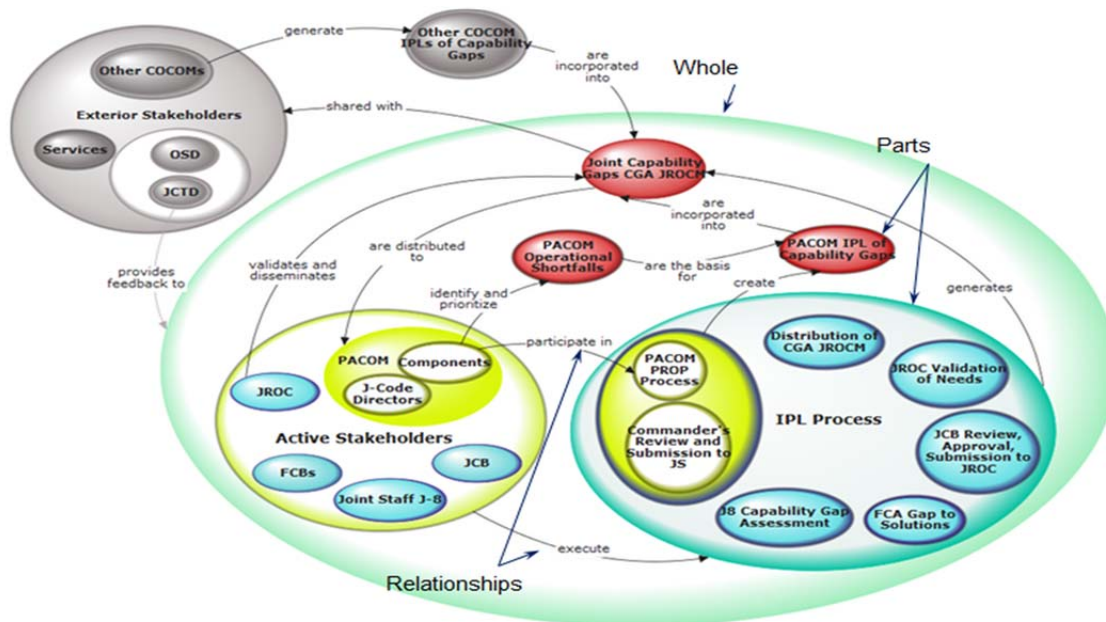 generate
Other COCOM
IPLs of Capability
Gaps
Other COCOMs
are
incorporated
into
Whole
Exterior Stakeholders
shared with
Services
OSD
JCTD
Joint Capability
Gaps CGA JROCM
Parts
are
incorporated
into
are distributed
to
PACOM
Operational
Shortfalls
PACOM IPL of
Capability Gaps
are the basis
for
provides
feedback to
validates and
disseminates
identify and
prioritize
create
generates
PACOM
Components
J-Code
Directors
participate in
JROC
Active Stakeholders
FCBs
JCB
Joint Staff J-8
PACOM
PROP
Process
Commander's
Review and
Submission to
JS
IPL Process
Distribution of
CGA JROCM
JROC Validation
of Needs
JCB Review,
Approval,
Submission to
JROC
FCA Gap to
Solutions
J8 Capability Gap
Assessment
execute
Relationships